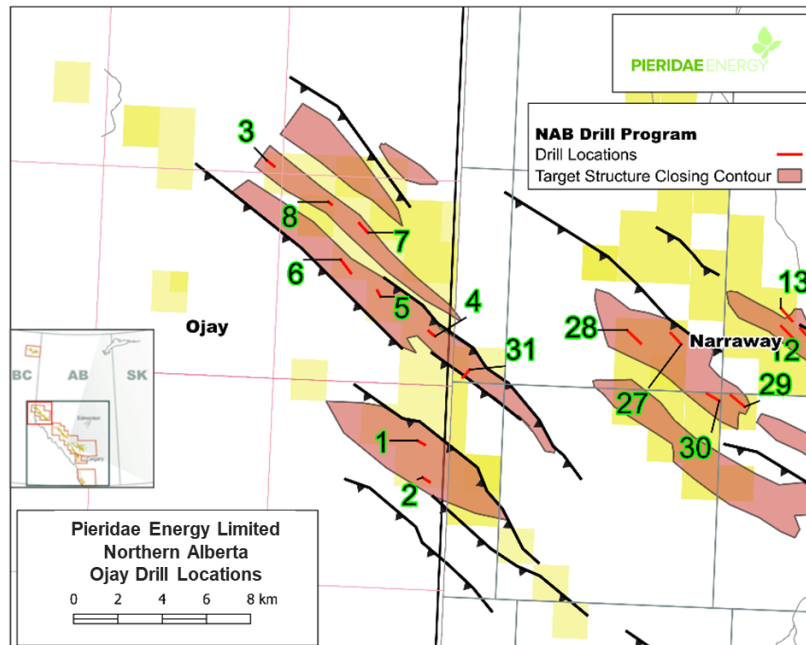 PIERIDAE ENERGY
NAB Drill Program
Drill Locations
Target Structure Closing Contour
3
8
7
6
5
4
31
Ojay
28
Narraway
13
12
27
29
30
1
2
BC
AB
SK
Edmonton
Calgary
Pieridae Energy Limited
Northern Alberta
Ojay Drill Locations
0 2 4 6 8 km